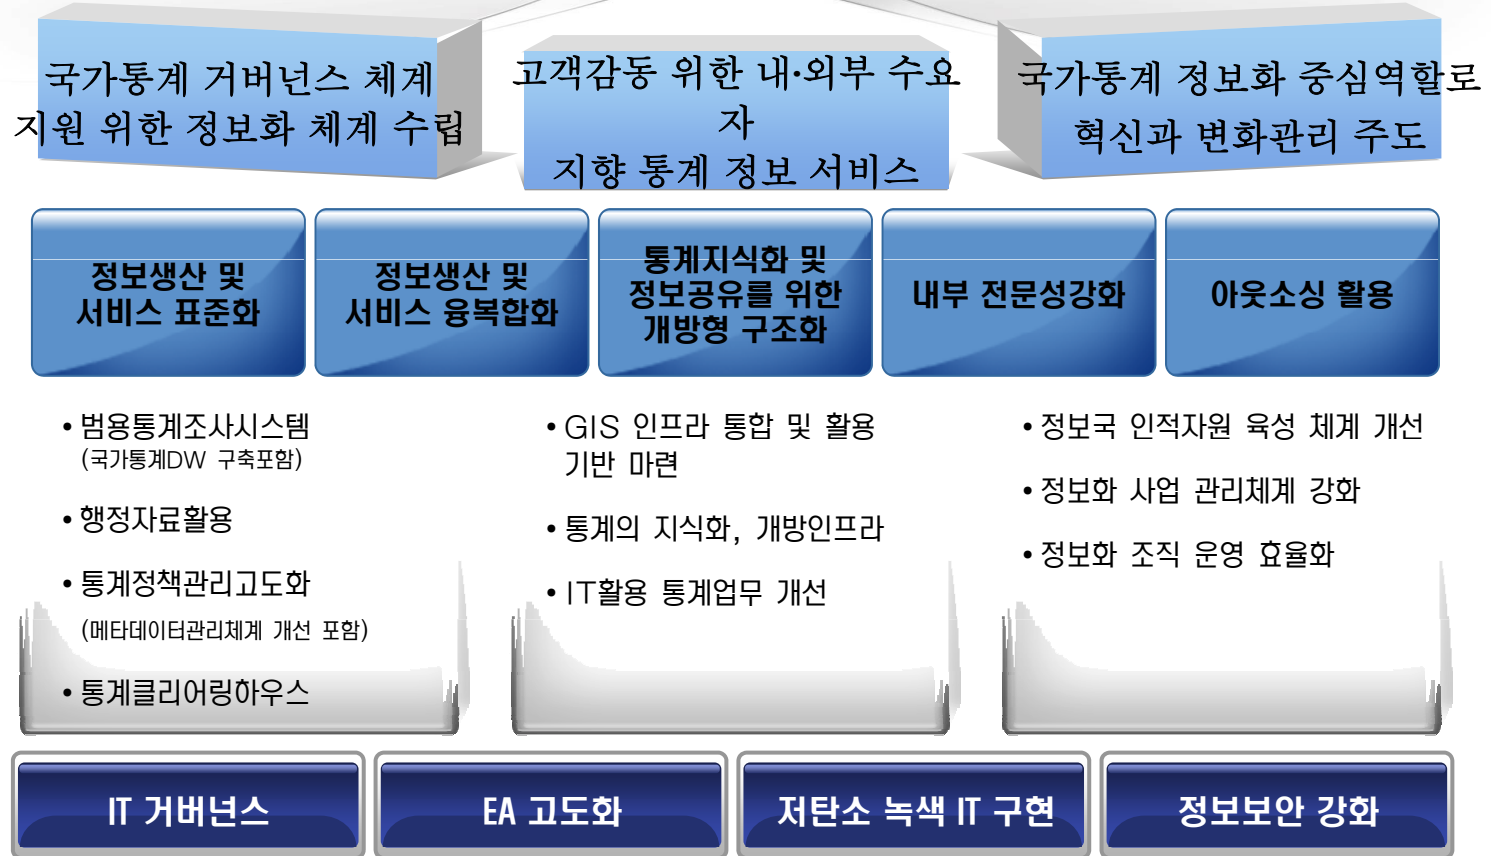 국가통계 거버넌스 체계
지원 위한 정보화 체계 수립
고객감동 위한 내·외부 수요
자
지향 통계 정보 서비스
국가통계 정보화 중심역할로
혁신과 변화관리 주도
정보생산 및
서비스 표준화
정보생산 및
서비스 융복합화
통계지식화 및
정보공유를 위한
개방형 구조화
내부 전문성강화
아웃소싱 활용
• 범용통계조사시스템
(국가통계DW 구축포함)
• 행정자료활용
• 통계정책관리고도화
(메타데이터관리체계 개선 포함)
• 통계클리어링하우스
• GIS 인프라 통합 및 활용
기반 마련
• 통계의 지식화, 개방인프라
• IT활용 통계업무 개선
• 정보국 인적자원 육성 체계 개선
• 정보화 사업 관리체계 강화
• 정보화 조직 운영 효율화
IT 거버넌스
EA 고도화
저탄소 녹색 IT 구현
정보보안 강화